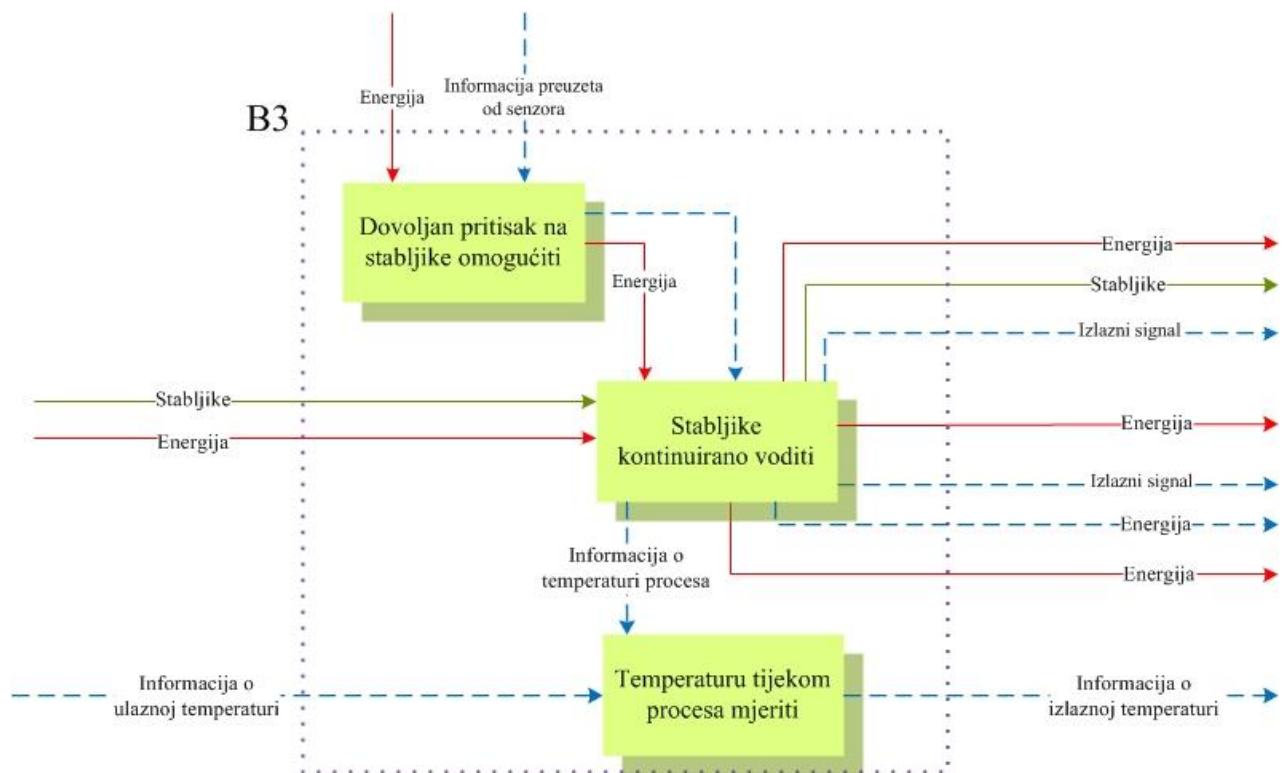 Energija
Informacija preuzeta
od senzora
B3
Dovoljan pritisak na
stabljike omogućiti
Energija
Energija
Stabljike
Izlazni signal
Stabljike
Energija
Stabljike
kontinuirano voditi
Energija
Izlazni signal
Energija
Energija
Informacija o
temperaturi procesa
Informacija o
ulaznoj temperaturi
Temperaturu tijekom
procesa mjeriti
Informacija o
izlaznoj temperaturi